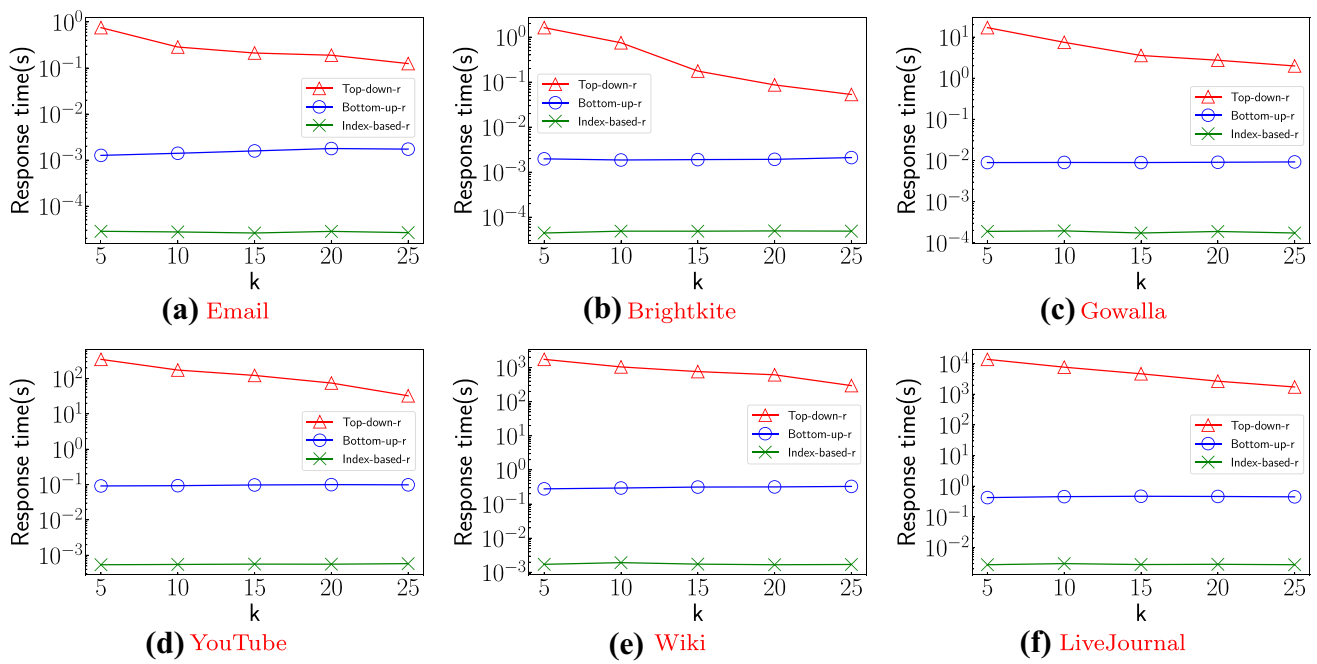 Response time(s)
10^0
10^-1
10^-2
10^-3
10^-4
Top-down-r
Bottom-up-r
Index-based-r
5 10 15 20 25
k
(a) Email
Response time(s)
10^0
10^-1
10^-2
10^-3
10^-4
Top-down-r
Bottom-up-r
Index-based-r
5 10 15 20 25
k
(b) Brightkite
Response time(s)
10^1
10^0
10^-1
10^-2
10^-3
10^-4
Top-down-r
Bottom-up-r
Index-based-r
5 10 15 20 25
k
(c) Gowalla
Response time(s)
10^2
10^1
10^0
10^-1
10^-2
10^-3
Top-down-r
Bottom-up-r
Index-based-r
5 10 15 20 25
k
(d) YouTube
Response time(s)
10^3
10^2
10^1
10^0
10^-1
10^-2
10^-3
Top-down-r
Bottom-up-r
Index-based-r
5 10 15 20 25
k
(e) Wiki
Response time(s)
10^4
10^3
10^2
10^1
10^0
10^-1
10^-2
Top-down-r
Bottom-up-r
Index-based-r
5 10 15 20 25
k
(f) LiveJournal